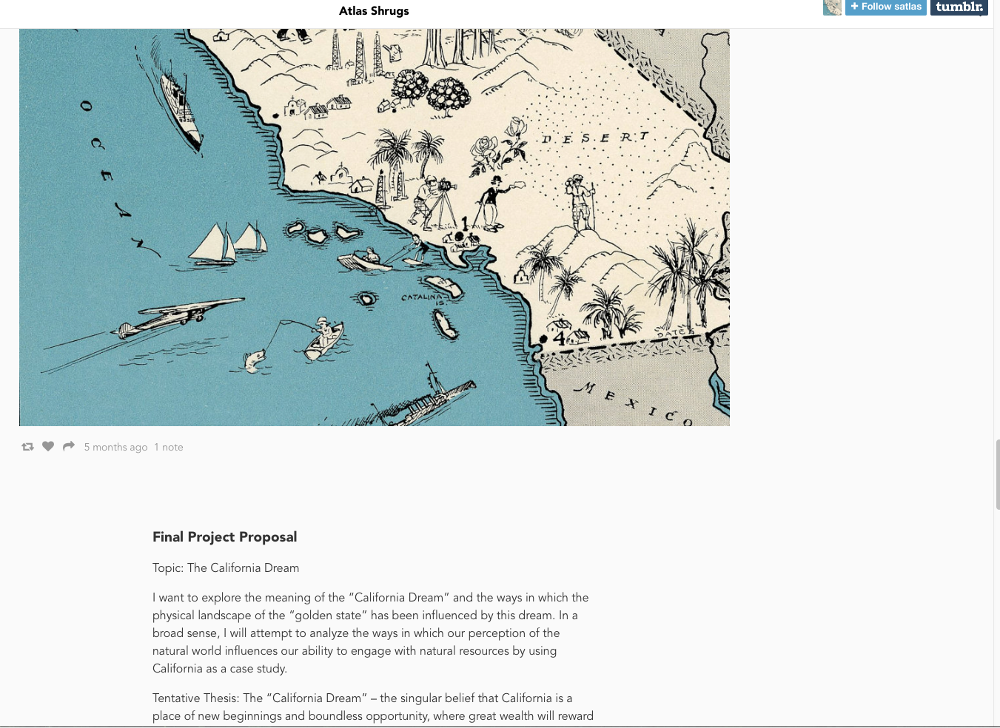 Atlas Shrugs
+ Follow satlas
tumblr.
OCEAN
DESERT
1
CATALINA
IS.
4
DATES
MEXICO
5 months ago 1 note
Final Project Proposal
Topic: The California Dream
I want to explore the meaning of the “California Dream” and the ways in which the
physical landscape of the “golden state” has been influenced by this dream. In a
broad sense, I will attempt to analyze the ways in which our perception of the
natural world influences our ability to engage with natural resources by using
California as a case study.
Tentative Thesis: The “California Dream” – the singular belief that California is a
place of new beginnings and boundless opportunity, where great wealth will reward